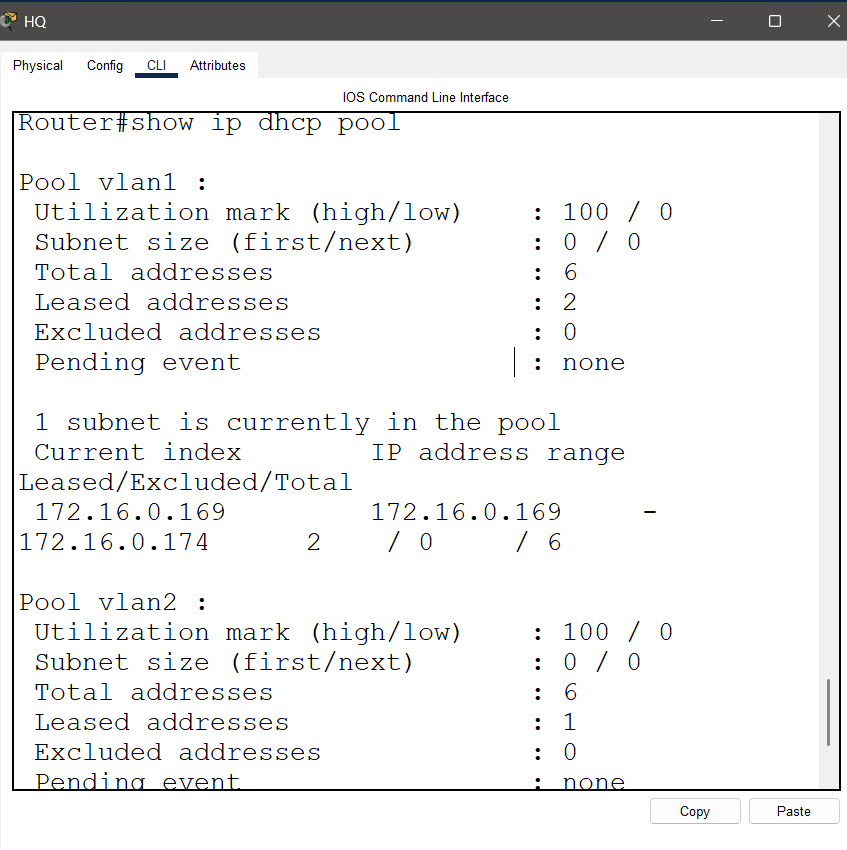 HQ
Physical Config CLI Attributes
IOS Command Line Interface
Router#show ip dhcp pool
Pool vlan1 :
Utilization mark (high/low) : 100 / 0
Subnet size (first/next) : 0 / 0
Total addresses : 6
Leased addresses : 2
Excluded addresses : 0
Pending event : none
1 subnet is currently in the pool
Current index IP address range
Leased/Excluded/Total
172.16.0.169 172.16.0.169 -
172.16.0.174 2 / 0 / 6
Pool vlan2 :
Utilization mark (high/low) : 100 / 0
Subnet size (first/next) : 0 / 0
Total addresses : 6
Leased addresses : 1
Excluded addresses : 0
Pending event : none
Copy Paste